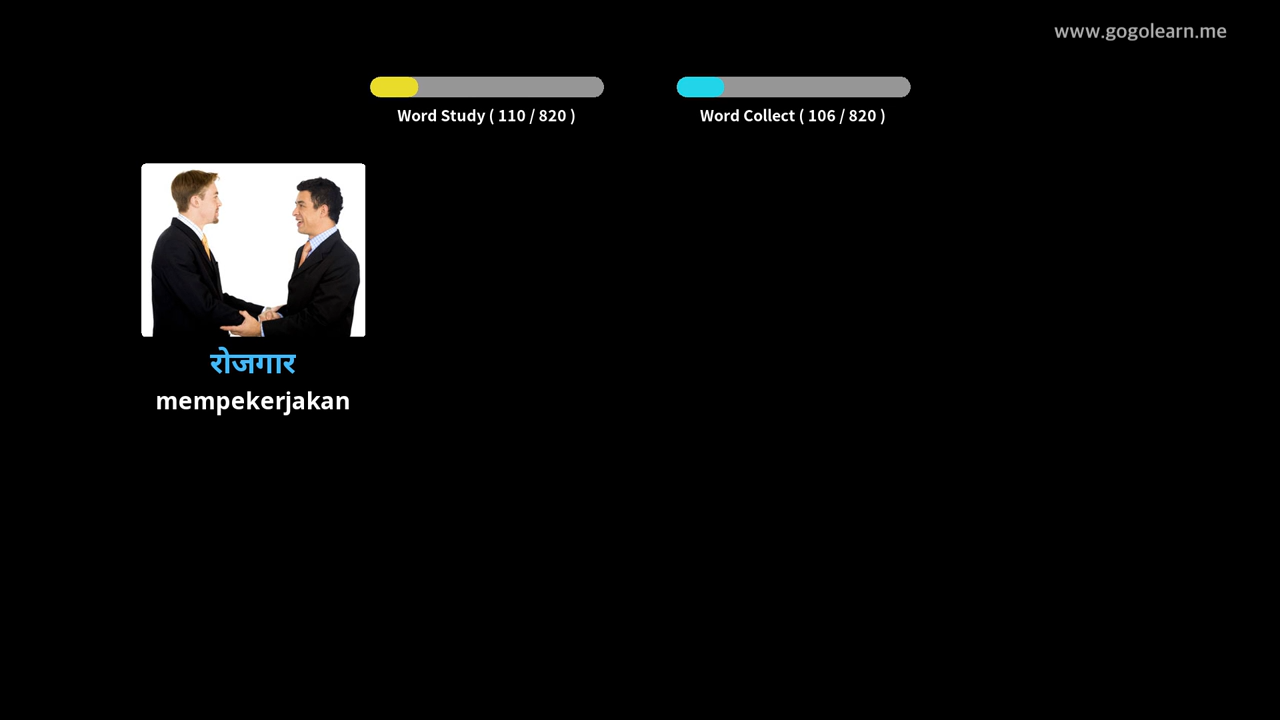 www.gogolearn.me
Word Study ( 110 / 820 )
Word Collect ( 106 / 820 )
रोजगार
mempekerjakan